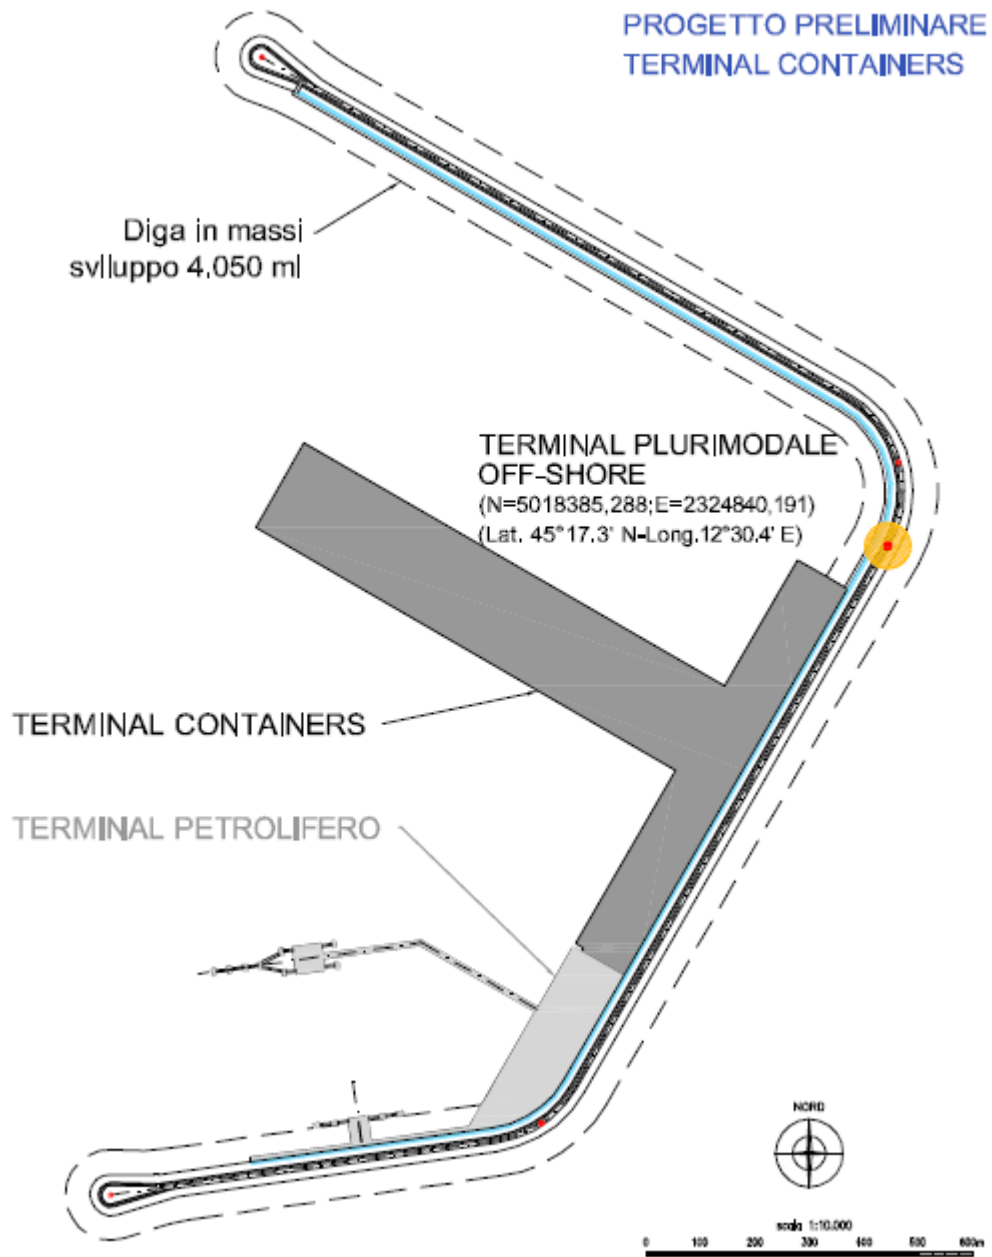 PROGETTO PRELIMINARE
TERMINAL CONTAINERS
Diga in massi
sviluppo 4.050 ml
TERMINAL PLURIMODALE
OFF-SHORE
(N=5018385,288;E=2324840,191)
(Lat. 45°17.3' N-Long.12°30.4' E)
TERMINAL CONTAINERS
TERMINAL PETROLIFERO
NORD
scala 1:10.000
0 100 200 300 400 500 600m